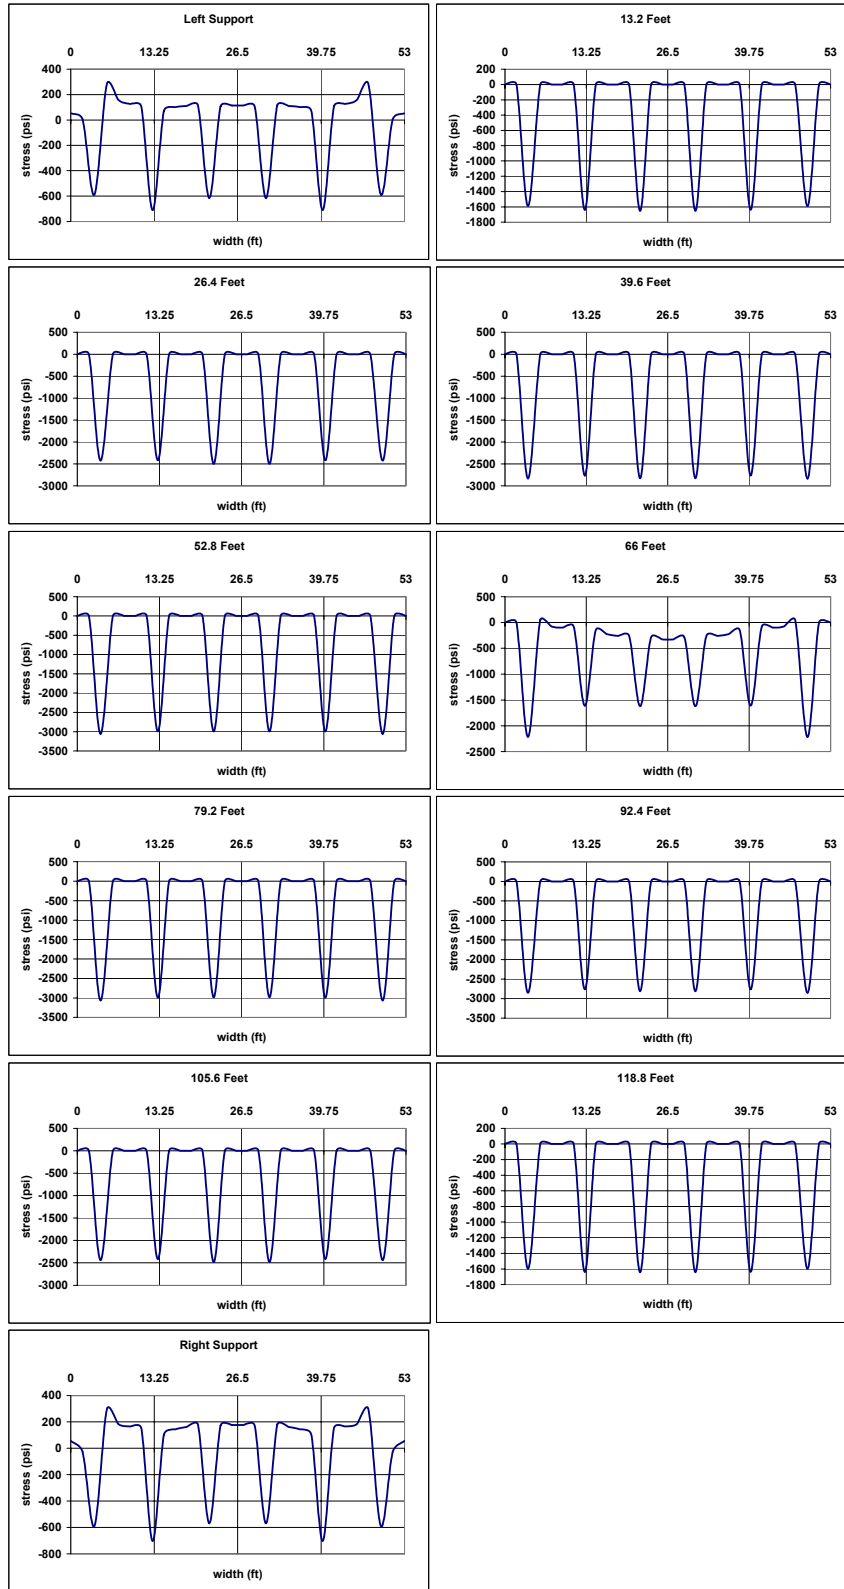 Left Support
0 13.25 26.5 39.75 53
400
200
0
-200
-400
-600
-800
stress (psi)
width (ft)
13.2 Feet
0 13.25 26.5 39.75 53
200
0
-200
-400
-600
-800
-1000
-1200
-1400
-1600
-1800
stress (psi)
width (ft)
26.4 Feet
0 13.25 26.5 39.75 53
500
0
-500
-1000
-1500
-2000
-2500
-3000
stress (psi)
width (ft)
39.6 Feet
0 13.25 26.5 39.75 53
500
0
-500
-1000
-1500
-2000
-2500
-3000
stress (psi)
width (ft)
52.8 Feet
0 13.25 26.5 39.75 53
500
0
-500
-1000
-1500
-2000
-2500
-3000
-3500
stress (psi)
width (ft)
66 Feet
0 13.25 26.5 39.75 53
500
0
-500
-1000
-1500
-2000
-2500
stress (psi)
width (ft)
79.2 Feet
0 13.25 26.5 39.75 53
500
0
-500
-1000
-1500
-2000
-2500
-3000
-3500
stress (psi)
width (ft)
92.4 Feet
0 13.25 26.5 39.75 53
500
0
-500
-1000
-1500
-2000
-2500
-3000
-3500
stress (psi)
width (ft)
105.6 Feet
0 13.25 26.5 39.75 53
500
0
-500
-1000
-1500
-2000
-2500
-3000
stress (psi)
width (ft)
118.8 Feet
0 13.25 26.5 39.75 53
200
0
-200
-400
-600
-800
-1000
-1200
-1400
-1600
-1800
stress (psi)
width (ft)
Right Support
0 13.25 26.5 39.75 53
400
200
0
-200
-400
-600
-800
stress (psi)
width (ft)